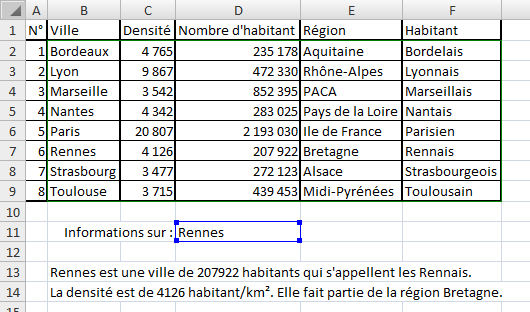 A B C D E F
1 N° Ville Densité Nombre d'habitant Région Habitant
2 1 Bordeaux 4 765 235 178 Aquitaine Bordelais
3 2 Lyon 9 867 472 330 Rhône-Alpes Lyonnais
4 3 Marseille 3 542 852 395 PACA Marseillais
5 4 Nantes 4 342 283 025 Pays de la Loire Nantais
6 5 Paris 20 807 2 193 030 Ile de France Parisien
7 6 Rennes 4 126 207 922 Bretagne Rennais
8 7 Strasbourg 3 477 272 123 Alsace Strasbourgeois
9 8 Toulouse 3 715 439 453 Midi-Pyrénées Toulousain
10
11 Informations sur : Rennes
12
13 Rennes est une ville de 207922 habitants qui s'appellent les Rennais.
14 La densité est de 4126 habitant/km². Elle fait partie de la région Bretagne.